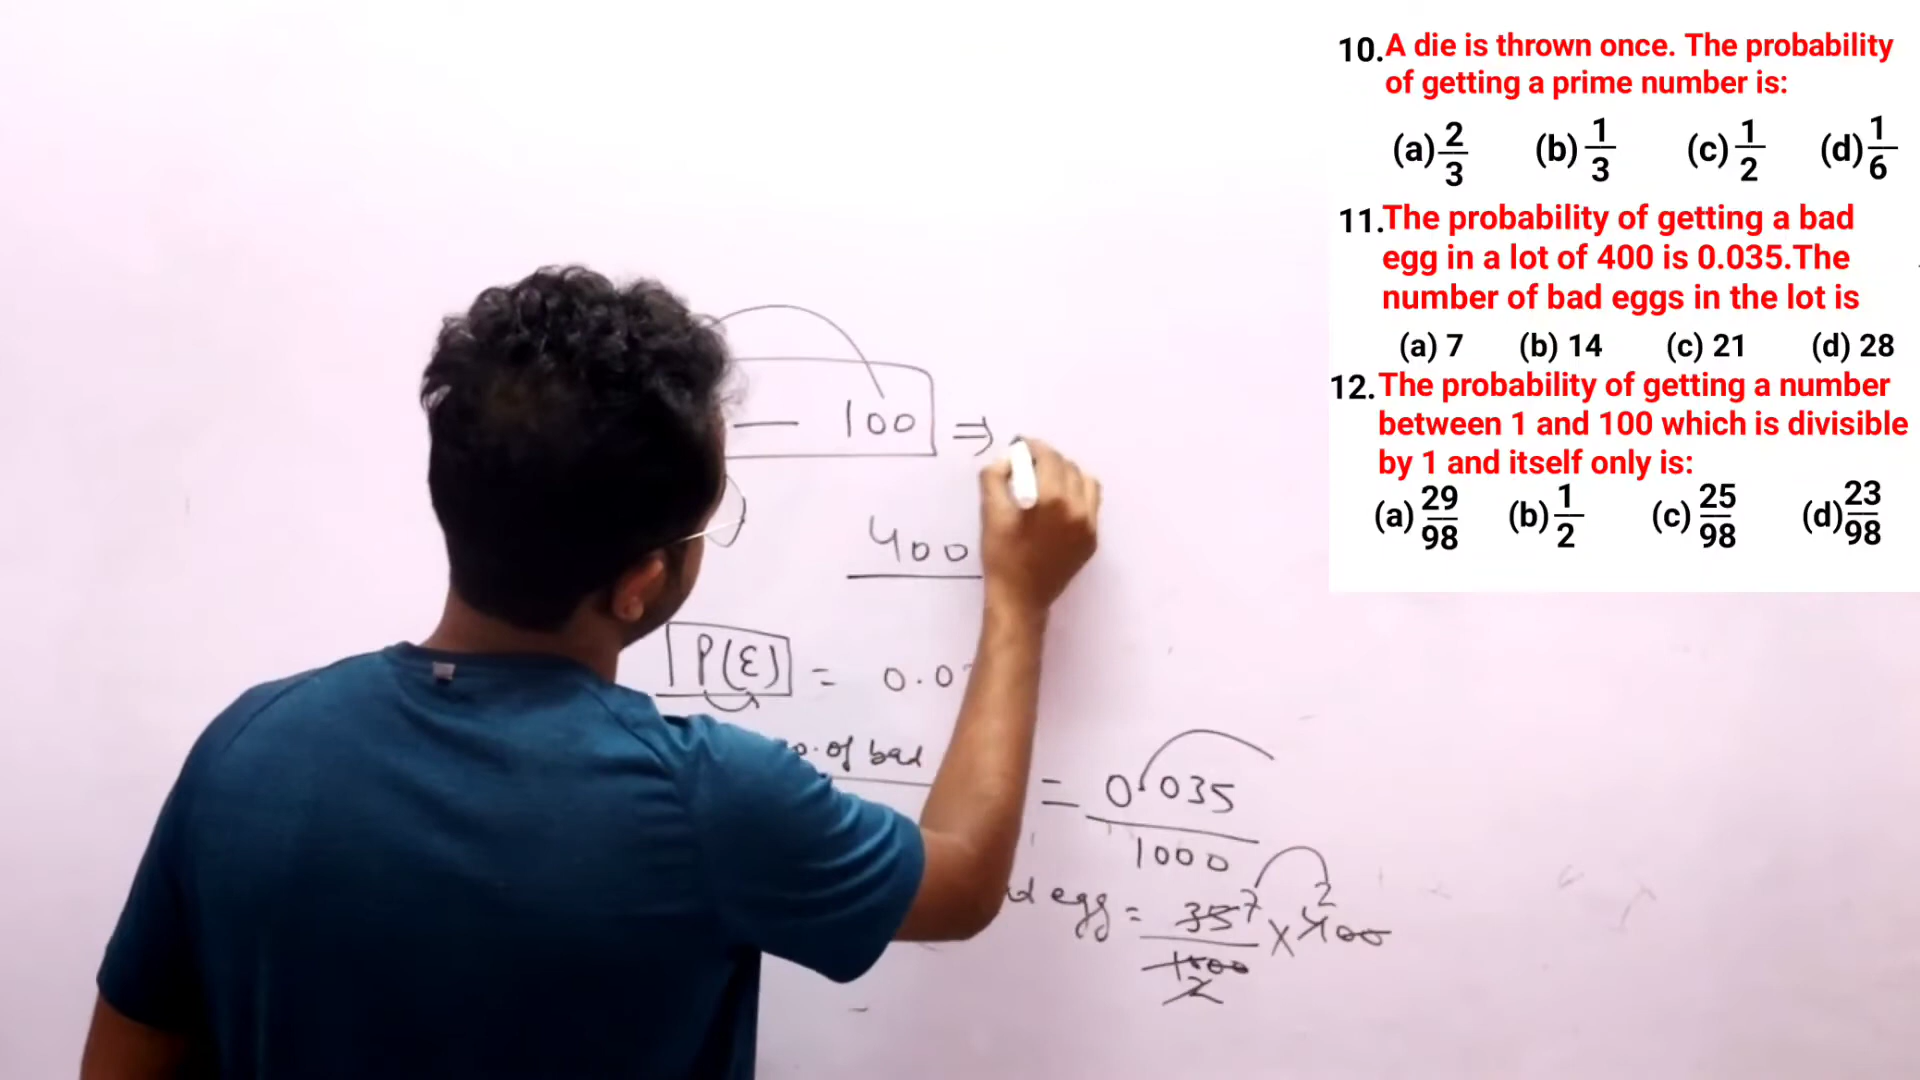 10. A die is thrown once. The probability
of getting a prime number is:
(a) 2/3 (b) 1/3 (c) 1/2 (d) 1/6
11. The probability of getting a bad
egg in a lot of 400 is 0.035.The
number of bad eggs in the lot is
(a) 7 (b) 14 (c) 21 (d) 28
12. The probability of getting a number
between 1 and 100 which is divisible
by 1 and itself only is:
(a) 29/98 (b) 1/2 (c) 25/98 (d) 23/98
— 100 ⇒
400
P(E) = 0.0
of bad
= 0.035
1000
egg = 35 7 × 400 2
1000
2